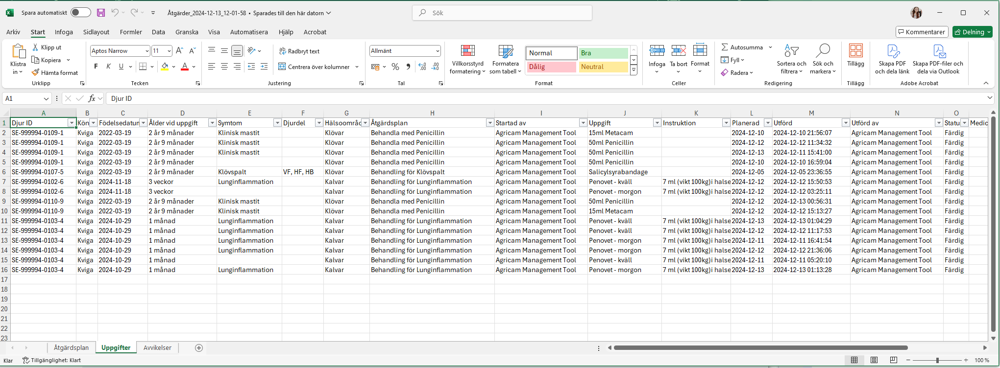 Spara automatiskt
Åtgärder_2024-12-13_12-01-58 • Sparades till den här datorn
Sök
Arkiv Start Infoga Sidlayout Formler Data Granska Visa Automatisera Hjälp Acrobat
Kommentarer Delning
Klistra in
Klipp ut
Kopiera
Hämta format
Urklipp
Aptos Narrow 11
F K U
Tecken
Radbryt text
Centrera över kolumner
Justering
Allmänt
Tal
Villkorsstyrd formatering
Formatera som tabell
Normal Bra
Dålig Neutral
Format
Infoga Ta bort Format
Celler
Autosumma
Fyll
Radera
Sortera och filtrera
Sök och markera
Redigering
Tillägg
Tillägg
Skapa PDF och dela länk
Skapa PDF-filer och dela via Outlook
Adobe Acrobat
A1 fx Djur ID
A B C D E F G H I J K L M N O
1 Djur ID Kön Födelsedatun Ålder vid uppgift Symtom Djurdel Hälsoområd Åtgärdsplan Startad av Uppgift Instruktion Planerad Utförd Utförd av Statu Medic
2 SE-999994-0109-1 Kviga 2022-03-19 2 år 9 månader Klinisk mastit Klövar Behandla med Penicillin Agricam Management Tool 15ml Metacam 2024-12-10 2024-12-10 21:56:07 Agricam Management Tool Färdig
3 SE-999994-0109-1 Kviga 2022-03-19 2 år 9 månader Klinisk mastit Klövar Behandla med Penicillin Agricam Management Tool 50ml Penicillin 2024-12-12 2024-12-12 11:34:32 Agricam Management Tool Färdig
4 SE-999994-0109-1 Kviga 2022-03-19 2 år 9 månader Klinisk mastit Klövar Behandla med Penicillin Agricam Management Tool 50ml Penicillin 2024-12-13 2024-12-11 15:41:00 Agricam Management Tool Färdig
5 SE-999994-0109-1 Kviga 2022-03-19 2 år 9 månader Klövar Behandla med Penicillin Agricam Management Tool 50ml Penicillin 2024-12-10 2024-12-10 16:59:04 Agricam Management Tool Färdig
6 SE-999994-0107-5 Kviga 2022-03-19 2 år 9 månader Klövspalt VF, HF, HB Klövar Behandling för Klövspalt Agricam Management Tool Salicylsyrabandage 2024-12-05 2024-12-05 23:36:55 Agricam Management Tool Färdig
7 SE-999994-0102-6 Kviga 2024-11-18 3 veckor Lunginflammation Kalvar Behandling för Lunginflammation Agricam Management Tool Penovet - kväll 7 ml (vikt 100kg)i halse 2024-12-12 2024-12-12 15:50:53 Agricam Management Tool Färdig
8 SE-999994-0102-6 Kviga 2024-11-18 3 veckor Kalvar Behandling för Lunginflammation Agricam Management Tool Penovet - morgon 7 ml (vikt 100kg)i halse 2024-12-12 2024-12-12 03:25:11 Agricam Management Tool Färdig
9 SE-999994-0110-9 Kviga 2022-03-19 2 år 9 månader Klinisk mastit Klövar Behandla med Penicillin Agricam Management Tool 50ml Penicillin 2024-12-12 2024-12-13 00:56:31 Agricam Management Tool Färdig
10 SE-999994-0110-9 Kviga 2022-03-19 2 år 9 månader Klinisk mastit Klövar Behandla med Penicillin Agricam Management Tool 15ml Metacam 2024-12-12 2024-12-12 15:13:27 Agricam Management Tool Färdig
11 SE-999994-0103-4 Kviga 2024-10-29 1 månad Lunginflammation Kalvar Behandling för Lunginflammation Agricam Management Tool Penovet - kväll 7 ml (vikt 100kg)i halse 2024-12-13 2024-12-13 01:04:29 Agricam Management Tool Färdig
12 SE-999994-0103-4 Kviga 2024-10-29 1 månad Lunginflammation Kalvar Behandling för Lunginflammation Agricam Management Tool Penovet - kväll 7 ml (vikt 100kg)i halse 2024-12-12 2024-12-12 11:17:53 Agricam Management Tool Färdig
13 SE-999994-0103-4 Kviga 2024-10-29 1 månad Lunginflammation Kalvar Behandling för Lunginflammation Agricam Management Tool Penovet - morgon 7 ml (vikt 100kg)i halse 2024-12-11 2024-12-11 16:41:54 Agricam Management Tool Färdig
14 SE-999994-0103-4 Kviga 2024-10-29 1 månad Lunginflammation Kalvar Behandling för Lunginflammation Agricam Management Tool Penovet - morgon 7 ml (vikt 100kg)i halse 2024-12-12 2024-12-12 21:36:06 Agricam Management Tool Färdig
15 SE-999994-0103-4 Kviga 2024-10-29 1 månad Kalvar Behandling för Lunginflammation Agricam Management Tool Penovet - kväll 7 ml (vikt 100kg)i halse 2024-12-11 2024-12-11 05:20:10 Agricam Management Tool Färdig
16 SE-999994-0103-4 Kviga 2024-10-29 1 månad Lunginflammation Kalvar Behandling för Lunginflammation Agricam Management Tool Penovet - morgon 7 ml (vikt 100kg)i halse 2024-12-13 2024-12-13 01:13:28 Agricam Management Tool Färdig
17
18
19
20
21
22
23
Åtgärdsplan Uppgifter Avvikelser
Klar Tillgänglighet: Klart 100 %